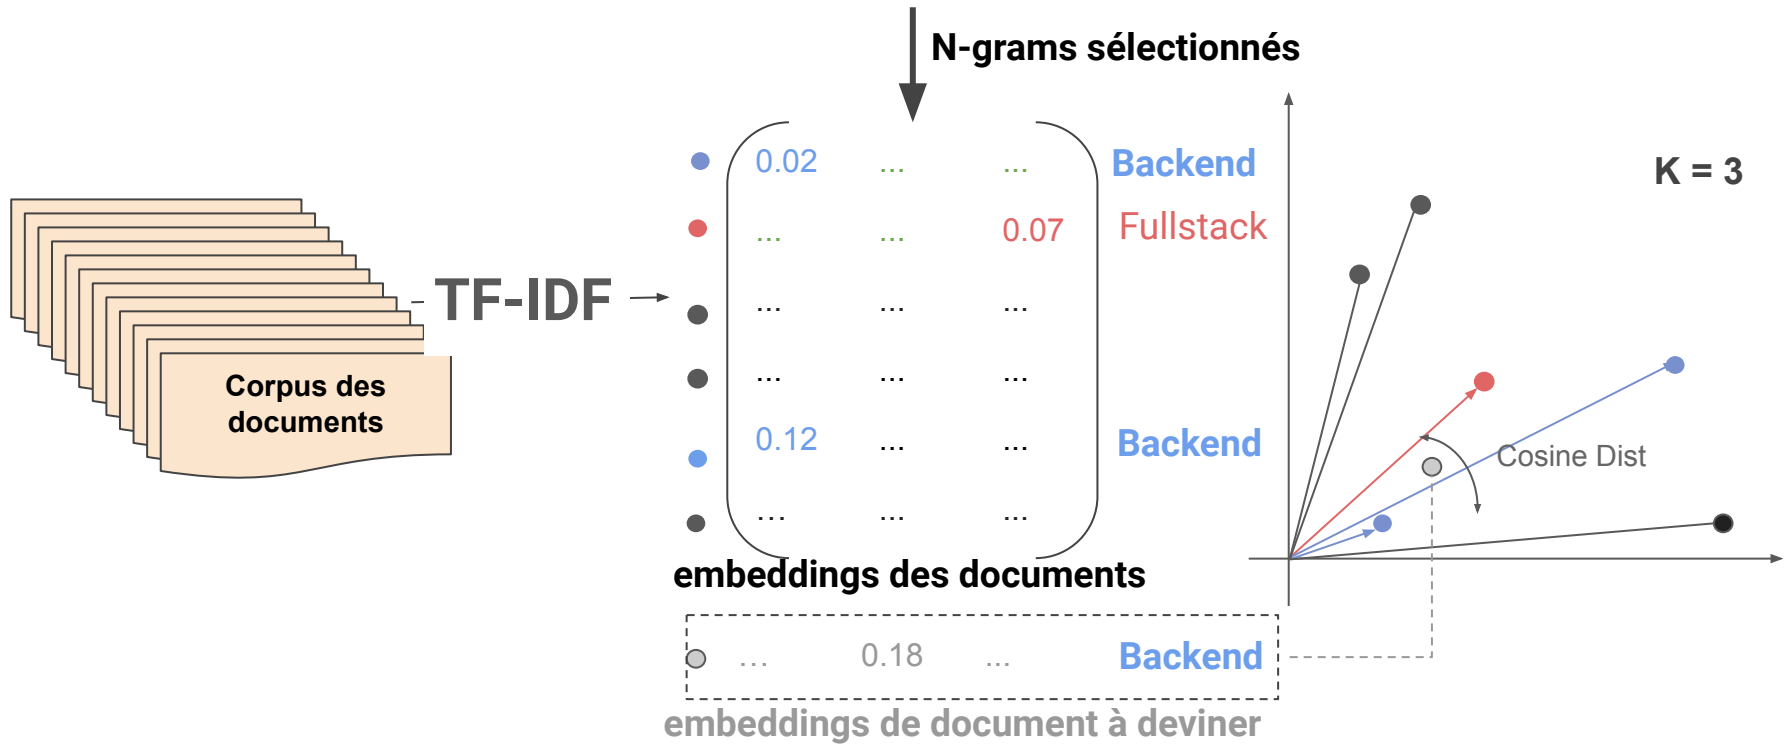 N-grams sélectionnés
0.02 ... ... Backend
K = 3
... ... 0.07 Fullstack
TF-IDF
... ... ...
... ... ...
Corpus des
documents
0.12 ... ... Backend
Cosine Dist
... ... ...
embeddings des documents
... 0.18 ... Backend
embeddings de document à deviner